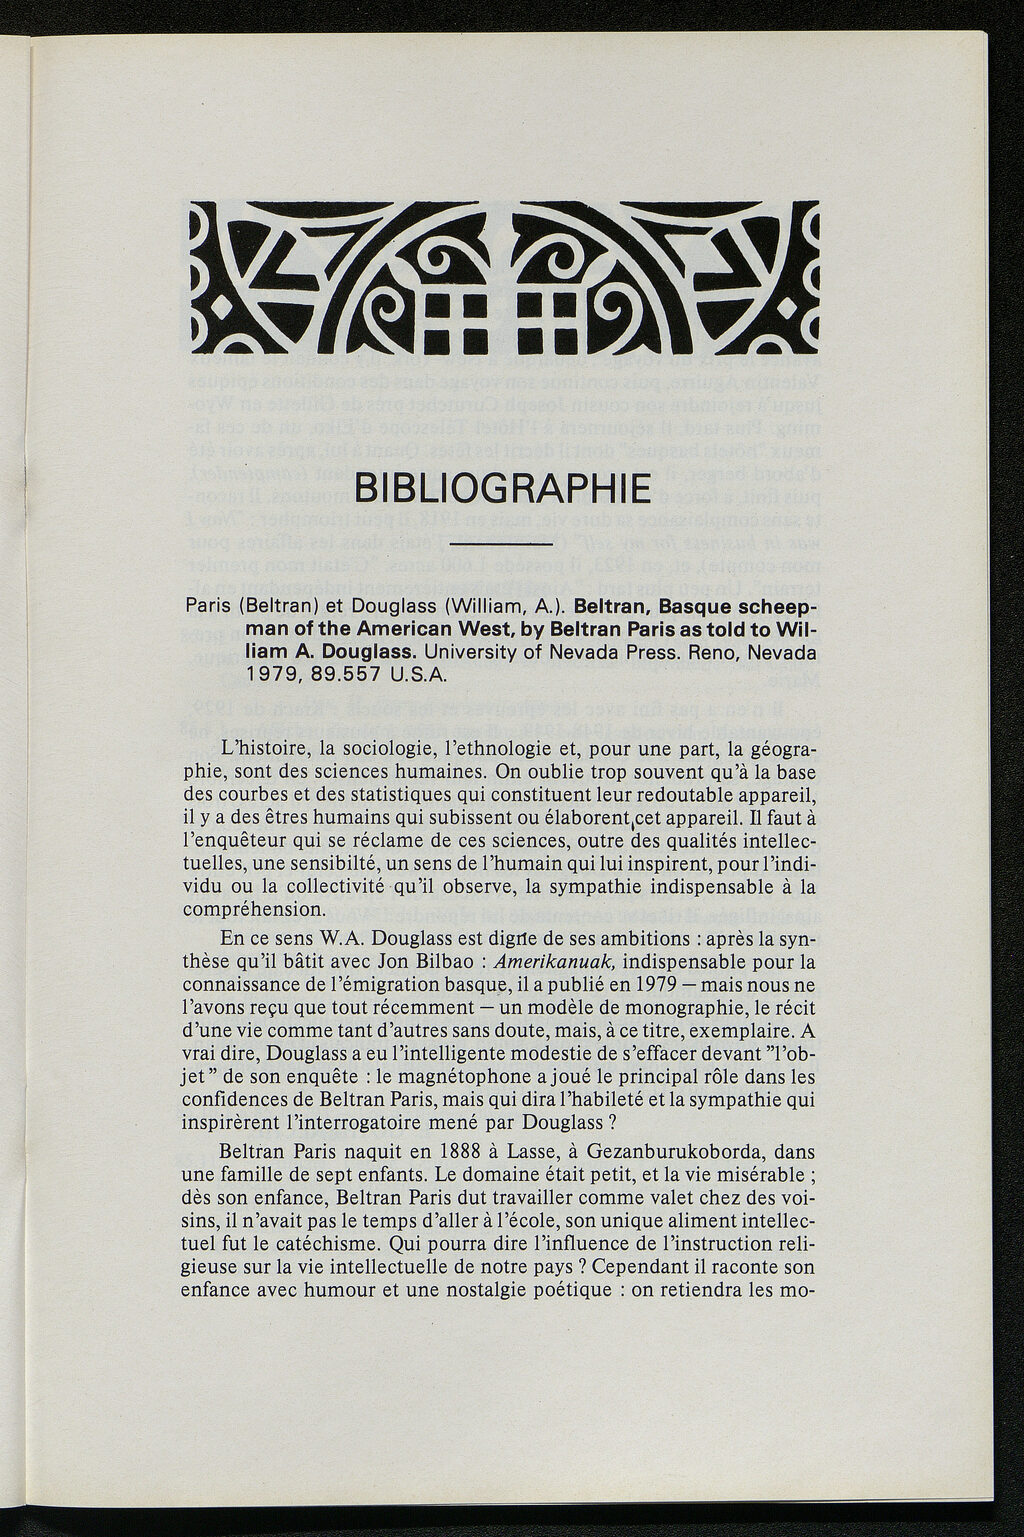 BIBLIOGRAPHIE
Paris (Beltran) et Douglass (William, A.). Beltran, Basque scheep-
man of the American West, by Beltran Paris as told to Wil-
liam A. Douglass. University of Nevada Press. Reno, Nevada
1979, 89.557 U.S.A.
L'histoire, la sociologie, l'ethnologie et, pour une part, la géogra-
phie, sont des sciences humaines. On oublie trop souvent qu'à la base
des courbes et des statistiques qui constituent leur redoutable appareil,
il y a des êtres humains qui subissent ou élaborent cet appareil. Il faut à
l'enquêteur qui se réclame de ces sciences, outre des qualités intellec-
tuelles, une sensibilté, un sens de l'humain qui lui inspirent, pour l'indi-
vidu ou la collectivité qu'il observe, la sympathie indispensable à la
compréhension.
En ce sens W.A. Douglass est digne de ses ambitions : après la syn-
thèse qu'il bâtit avec Jon Bilbao : Amerikanuak, indispensable pour la
connaissance de l'émigration basque, il a publié en 1979 — mais nous ne
l'avons reçu que tout récemment — un modèle de monographie, le récit
d'une vie comme tant d'autres sans doute, mais, à ce titre, exemplaire. A
vrai dire, Douglass a eu l'intelligente modestie de s'effacer devant "l'ob-
jet" de son enquête : le magnétophone a joué le principal rôle dans les
confidences de Beltran Paris, mais qui dira l'habileté et la sympathie qui
inspirèrent l'interrogatoire mené par Douglass ?
Beltran Paris naquit en 1888 à Lasse, à Gezanburukoborda, dans
une famille de sept enfants. Le domaine était petit, et la vie misérable ;
dès son enfance, Beltran Paris dut travailler comme valet chez des voi-
sins, il n'avait pas le temps d'aller à l'école, son unique aliment intellec-
tuel fut le catéchisme. Qui pourra dire l'influence de l'instruction reli-
gieuse sur la vie intellectuelle de notre pays ? Cependant il raconte son
enfance avec humour et une nostalgie poétique : on retiendra les mo-